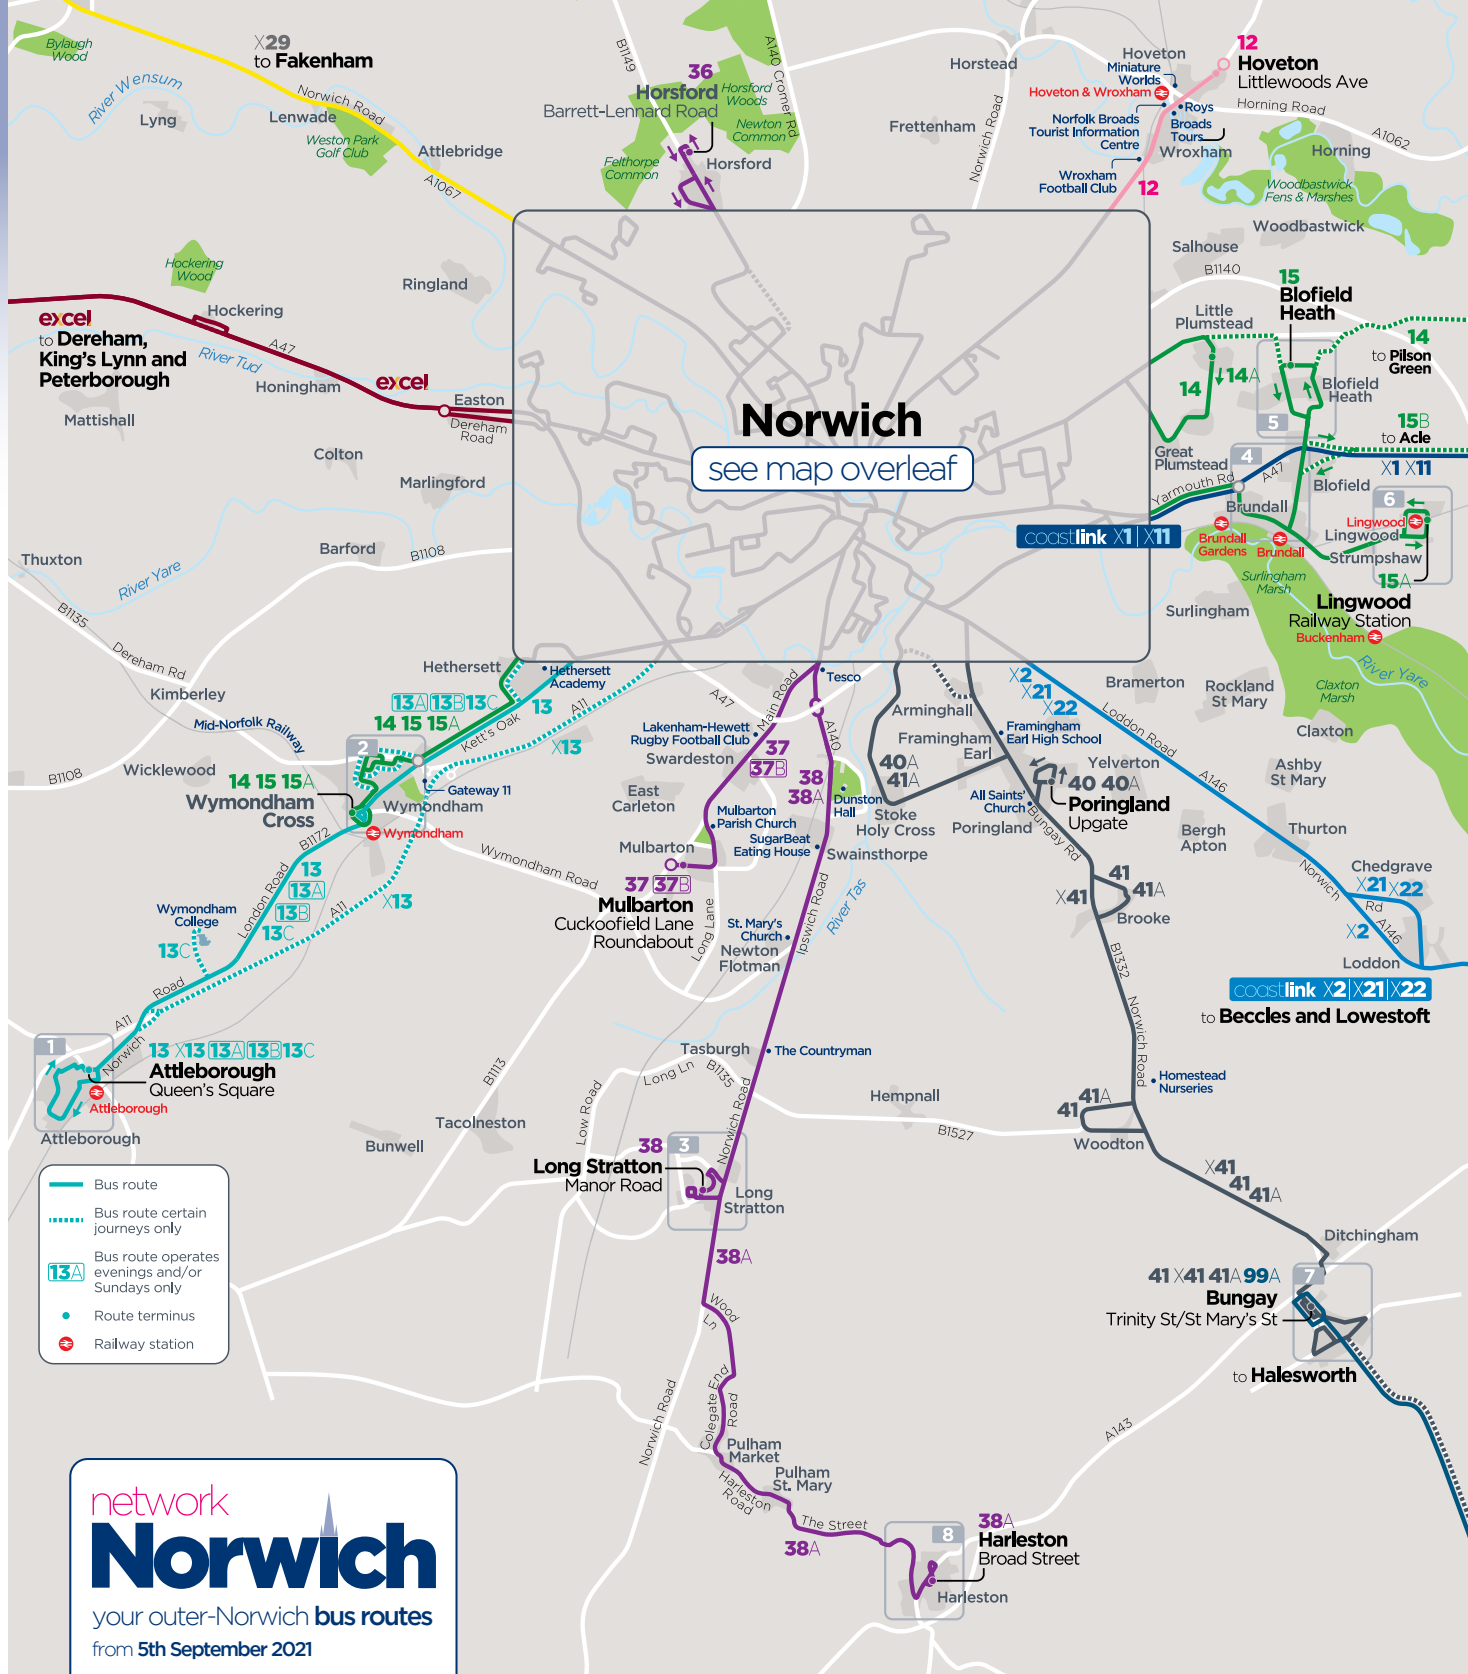 Bylaugh
Wood
River Wensum
X29
to Fakenham
Lyng
Lenwade
Norwich Road
Weston Park
Golf Club
Attlebridge
A1067
B1149
36
Horsford
Barrett-Lennard Road
Horsford
Woods
Newton
Common
A140 Cromer Rd
Felthorpe
Common
Horsford
Horstead
Frettenham
Norwich Road
Hoveton
Miniature
Worlds
Hoveton & Wroxham
Norfolk Broads
Tourist Information
Centre
Wroxham
Football Club
12
Hoveton
Littlewoods Ave
Roys
Broads
Tours
Wroxham
12
Horning Road
A1062
Horning
Woodbastwick
Fens & Marshes
Woodbastwick
Salhouse
B1140
Hockering
Wood
Ringland
Hockering
excel
to Dereham,
King's Lynn and
Peterborough
A47
River Tud
Honingham
excel
Easton
Dereham
Road
Mattishall
Colton
Marlingford
Thuxton
Barford
B1108
River Yare
B1135
Dereham Rd
Kimberley
Norwich
see map overleaf
coastlink X1|X11
15
Blofield
Heath
Little
Plumstead
14
to Pilson
Green
14
14A
Blofield
Heath
5
15B
to Acle
X1 X11
Great
Plumstead
4
A47
Yarmouth Rd
Blofield
Brundall
6
Lingwood
Lingwood
Strumpshaw
Brundall
Gardens
Brundall
Surlingham
Marsh
15A
Lingwood
Railway Station
Buckenham
Surlingham
River Yare
Claxton
Marsh
Claxton
Hethersett
Hethersett
Academy
13A 13B 13C
14 15 15A
13
Kett's Oak
A11
X13
Mid-Norfolk Railway
B1108
Wicklewood
2
14 15 15A
Wymondham
Cross
Gateway 11
Wymondham
Wymondham
B1172
Wymondham Road
London Road
13
13A
13B
13C
A11
X13
Wymondham
College
13C
Road
A11
Norwich
1
13 X13 13A 13B 13C
Attleborough
Queen's Square
Attleborough
Attleborough
Tesco
A47
Main Road
A140
Lakenham-Hewett
Rugby Football Club
Swardeston
37
37B
38
38A
East
Carleton
Mulbarton
Parish Church
SugarBeat
Eating House
Dunston
Hall
Mulbarton
37 37B
Mulbarton
Cuckoofield Lane
Roundabout
Long Lane
St. Mary's
Church
Newton
Flotman
Ipswich Road
Swainsthorpe
River Tas
Arminghall
Framingham
Earl
40A
41A
Stoke
Holy Cross
Framingham
Earl High School
X2
X21
X22
Loddon Road
Bramerton
Rockland
St Mary
Yelverton
A146
Ashby
St Mary
All Saints'
Church
40 40A
Poringland
Upgate
Poringland
Bungay Rd
Bergh
Apton
Thurton
Norwich
Rd
Chedgrave
X21 X22
X2
A146
Loddon
coastlink X2|X21|X22
to Beccles and Lowestoft
41
41A
X41
Brooke
B1332
Norwich Road
Homestead
Nurseries
Tasburgh
The Countryman
Long Ln
B1135
Low Road
B1113
Tacolneston
Bunwell
Hempnall
B1527
41
41A
Woodton
X41
41
41A
Ditchingham
41 X41 41A 99A
7
Bungay
Trinity St/St Mary's St
to Halesworth
A143
38
3
Long Stratton
Manor Road
Long
Stratton
Norwich Road
38A
Wood
Ln
Colegate End
Road
Norwich Road
Pulham
Market
Pulham
St. Mary
Harleston
Road
The Street
38A
8
38A
Harleston
Broad Street
Harleston
Bus route
Bus route certain
journeys only
13A
Bus route operates
evenings and/or
Sundays only
Route terminus
Railway station
network
Norwich
your outer-Norwich bus routes
from 5th September 2021